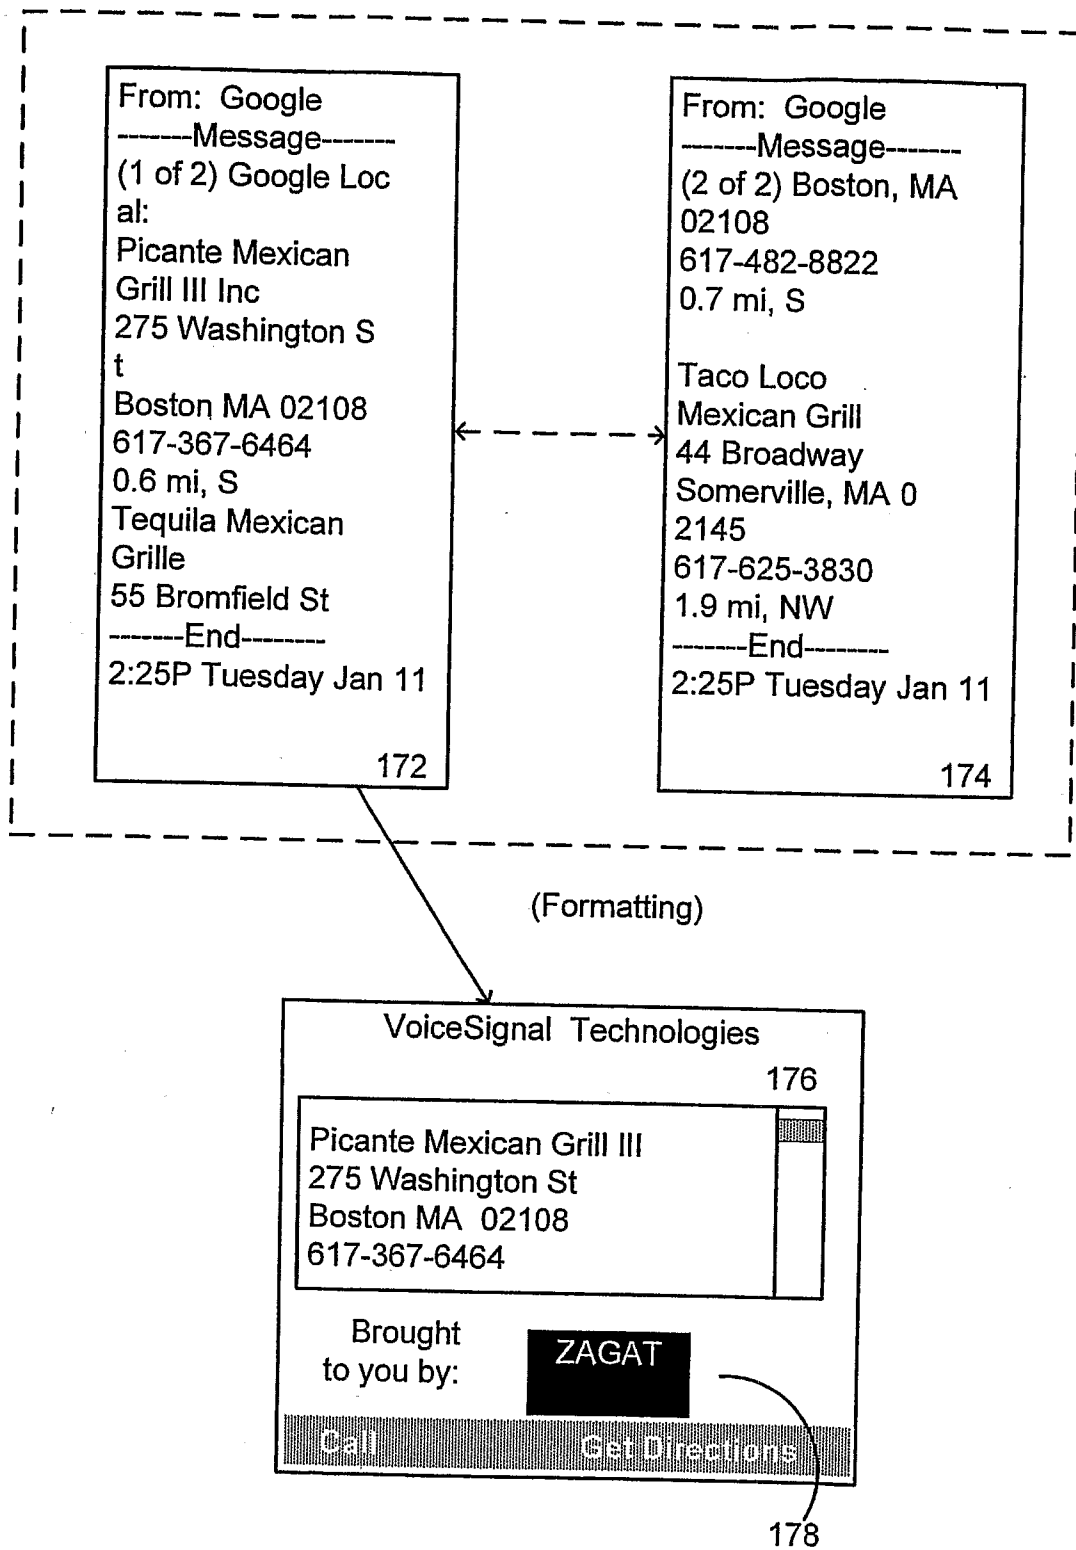 From: Google
-------Message-------
(1 of 2) Google Loc
al:
Picante Mexican
Grill III Inc
275 Washington S
t
Boston MA 02108
617-367-6464
0.6 mi, S
Tequila Mexican
Grille
55 Bromfield St
-------End--------
2:25P Tuesday Jan 11
172
From: Google
-------Message-------
(2 of 2) Boston, MA
02108
617-482-8822
0.7 mi, S
Taco Loco
Mexican Grill
44 Broadway
Somerville, MA 0
2145
617-625-3830
1.9 mi, NW
-------End--------
2:25P Tuesday Jan 11
174
(Formatting)
VoiceSignal Technologies
176
Picante Mexican Grill III
275 Washington St
Boston MA 02108
617-367-6464
Brought
to you by:
ZAGAT
Call
Get Directions
178